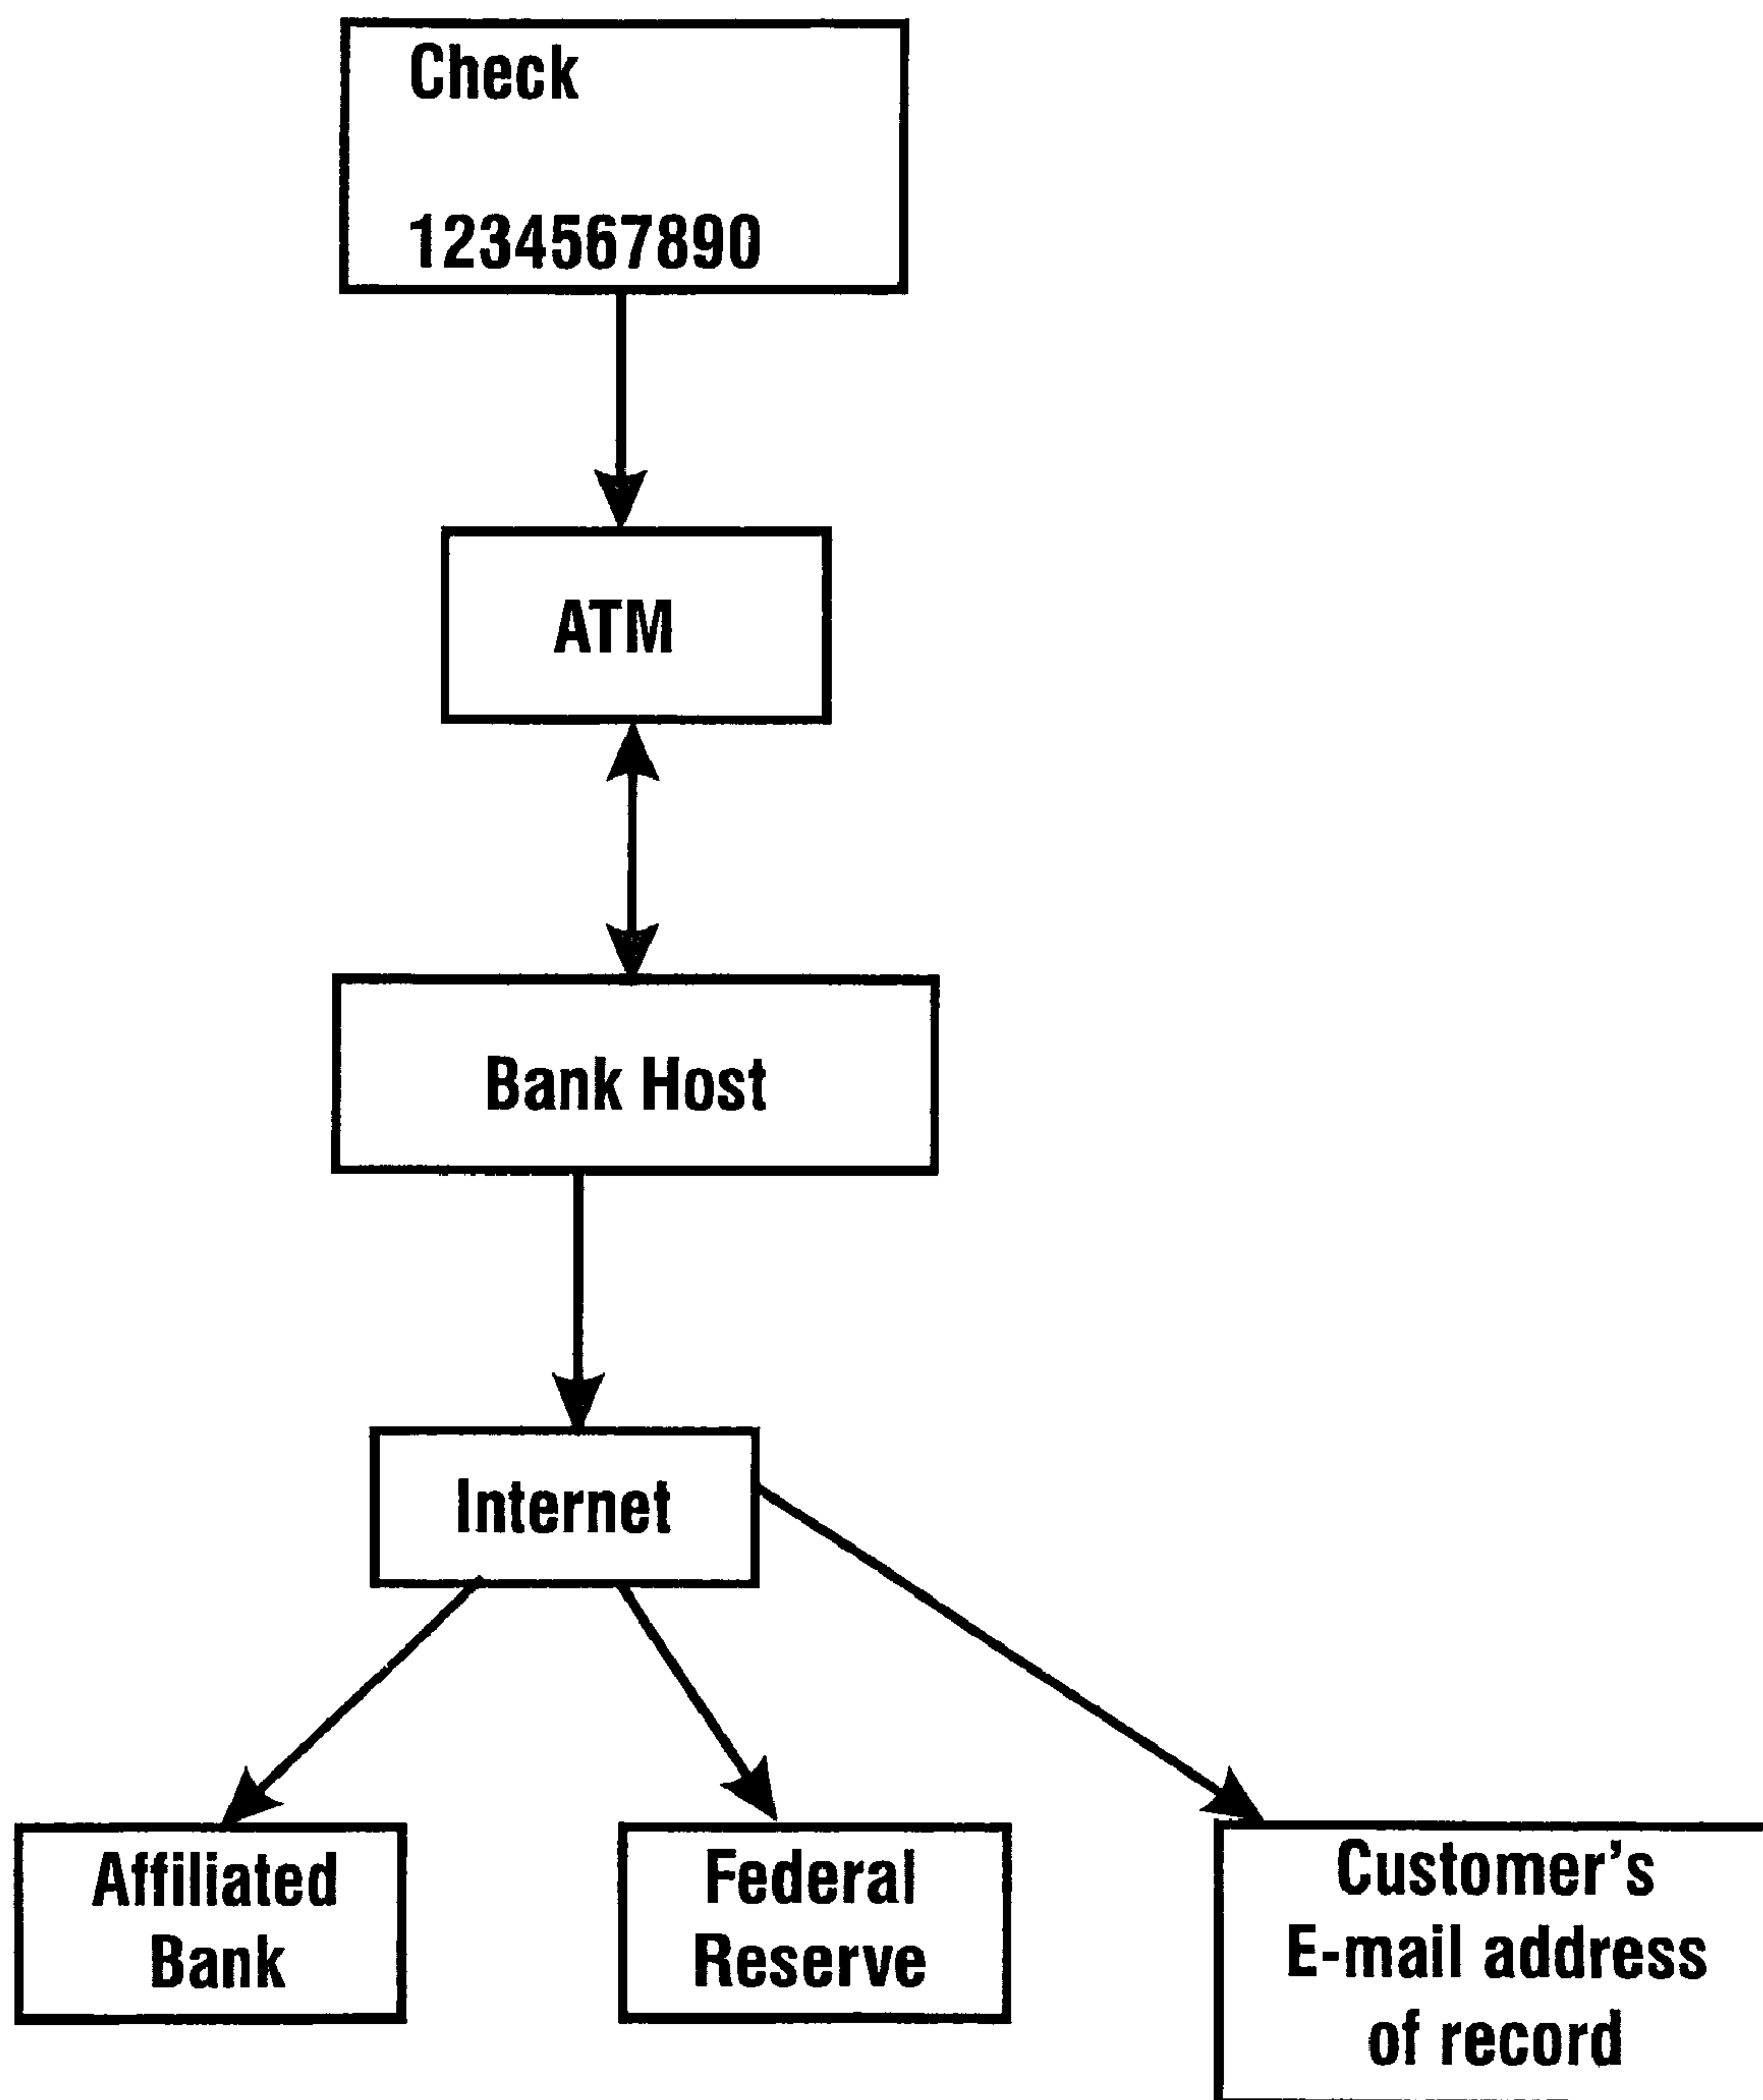 Check
1234567890
ATM
Bank Host
Internet
Affiliated
Bank
Federal
Reserve
Customer's
E-mail address
of record